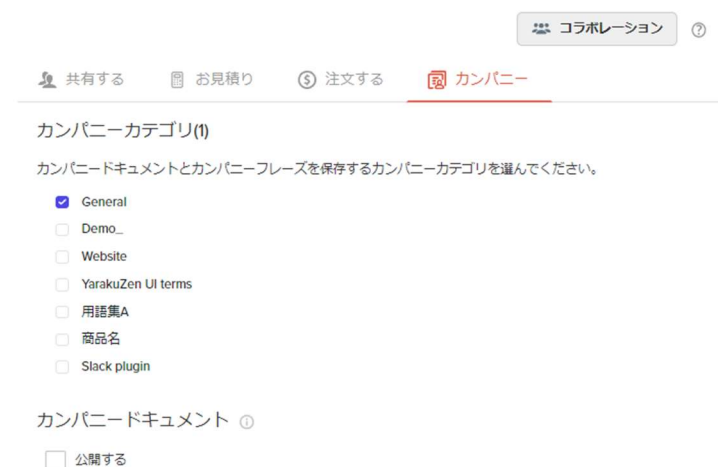 コラボレーション
共有する お見積り 注文する カンパニー
カンパニーカテゴリ(1)
カンパニードキュメントとカンパニーフレーズを保存するカンパニーカテゴリを選んでください。
General
Demo_
Website
YarakuZen UI terms
用語集A
商品名
Slack plugin
カンパニードキュメント
公開する